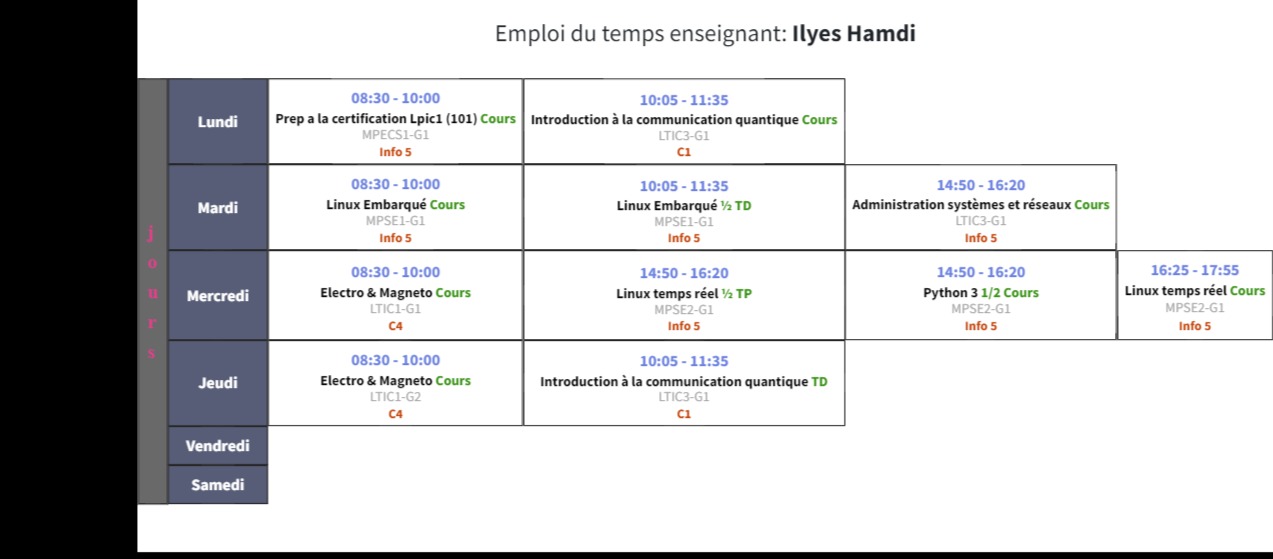 Emploi du temps enseignant: Ilyes Hamdi
jours
Lundi
08:30 - 10:00
Prep a la certification Lpic1 (101) Cours
MPECS1-G1
Info 5
10:05 - 11:35
Introduction à la communication quantique Cours
LTIC3-G1
C1
Mardi
08:30 - 10:00
Linux Embarqué Cours
MPSE1-G1
Info 5
10:05 - 11:35
Linux Embarqué ½ TD
MPSE1-G1
Info 5
14:50 - 16:20
Administration systèmes et réseaux Cours
LTIC3-G1
Info 5
Mercredi
08:30 - 10:00
Electro & Magneto Cours
LTIC1-G1
C4
14:50 - 16:20
Linux temps réel ½ TP
MPSE2-G1
Info 5
14:50 - 16:20
Python 3 1/2 Cours
MPSE2-G1
Info 5
16:25 - 17:55
Linux temps réel Cours
MPSE2-G1
Info 5
Jeudi
08:30 - 10:00
Electro & Magneto Cours
LTIC1-G2
C4
10:05 - 11:35
Introduction à la communication quantique TD
LTIC3-G1
C1
Vendredi
Samedi